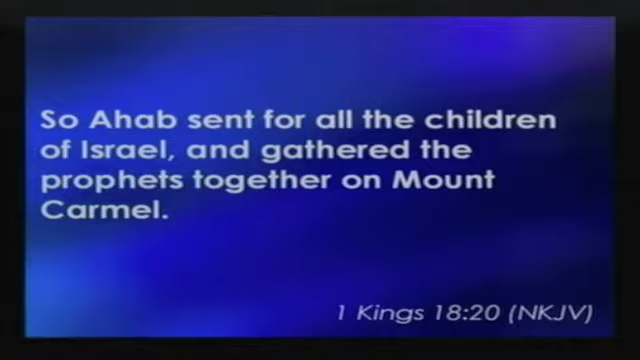 So Ahab sent for all the children
of Israel, and gathered the
prophets together on Mount
Carmel.
1 Kings 18:20 (NKJV)